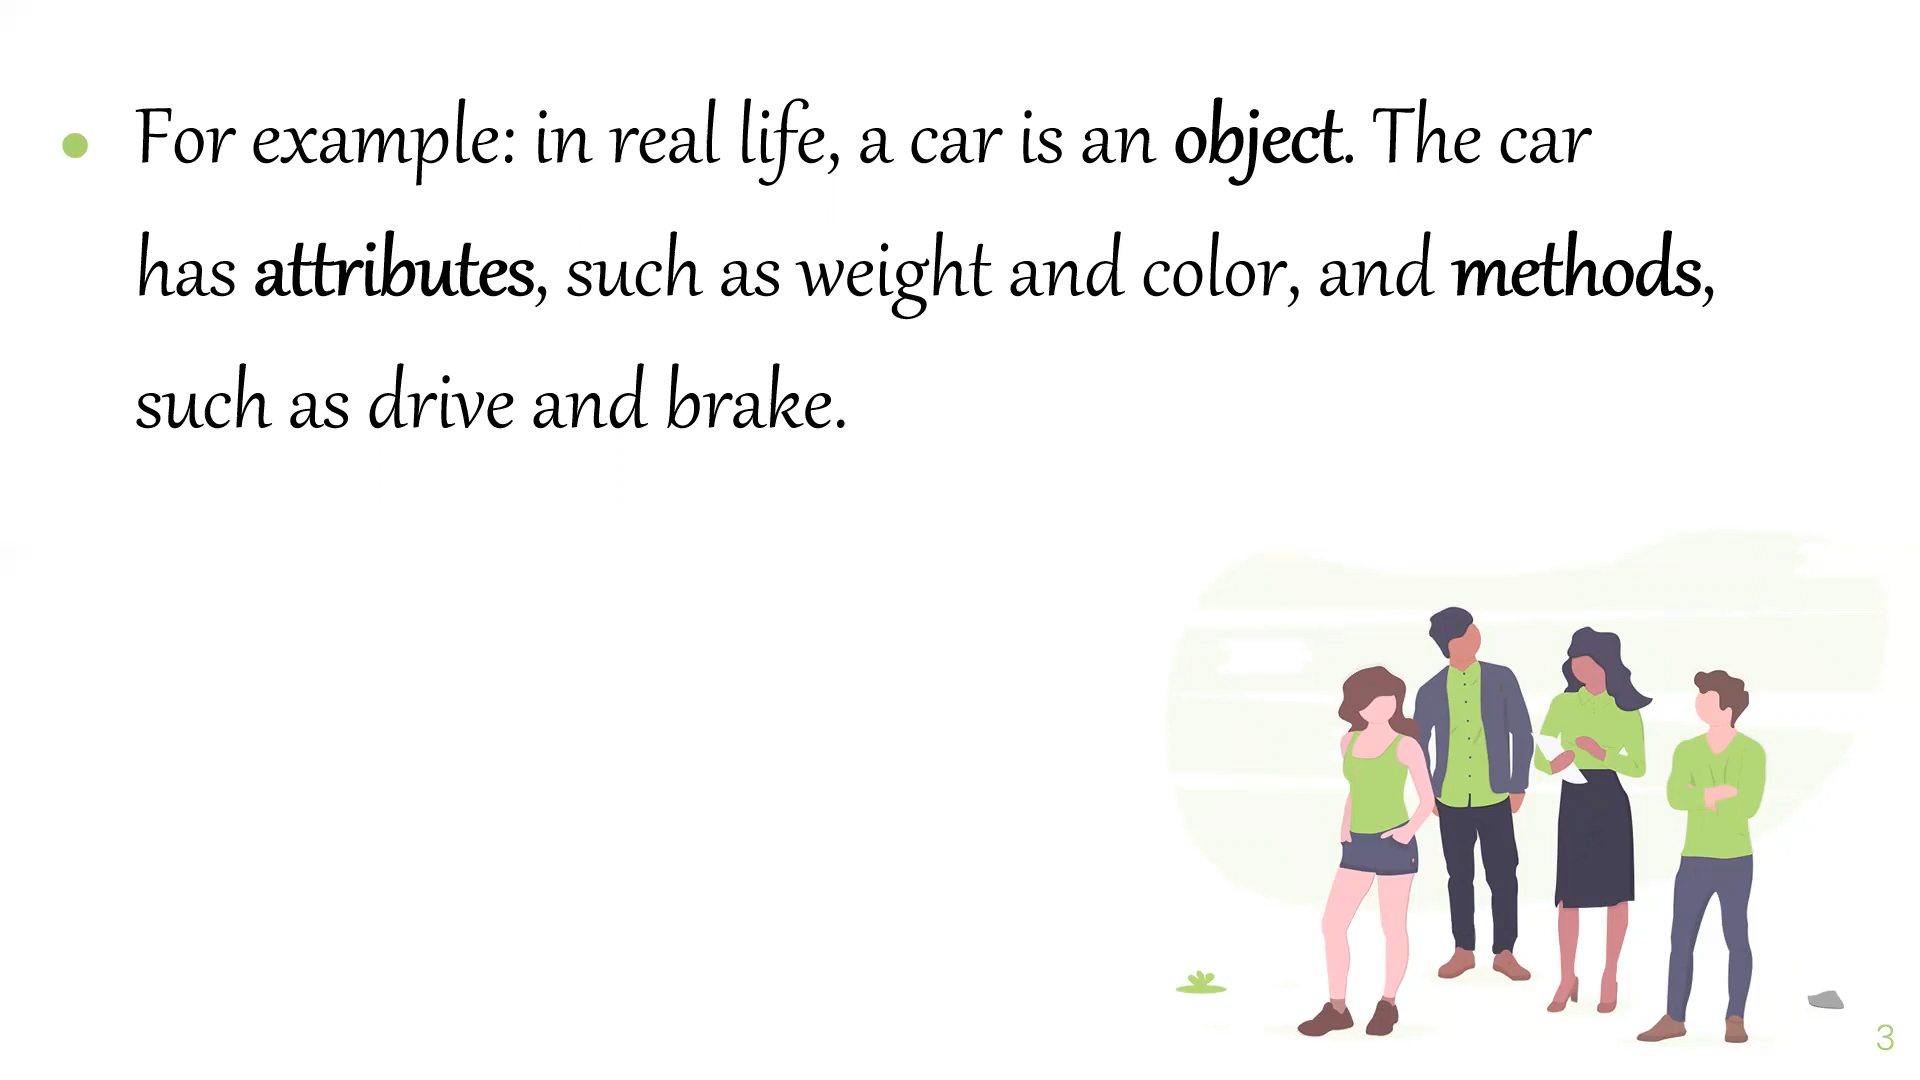 For example: in real life, a car is an object. The car
has attributes, such as weight and color, and methods,
such as drive and brake.
3